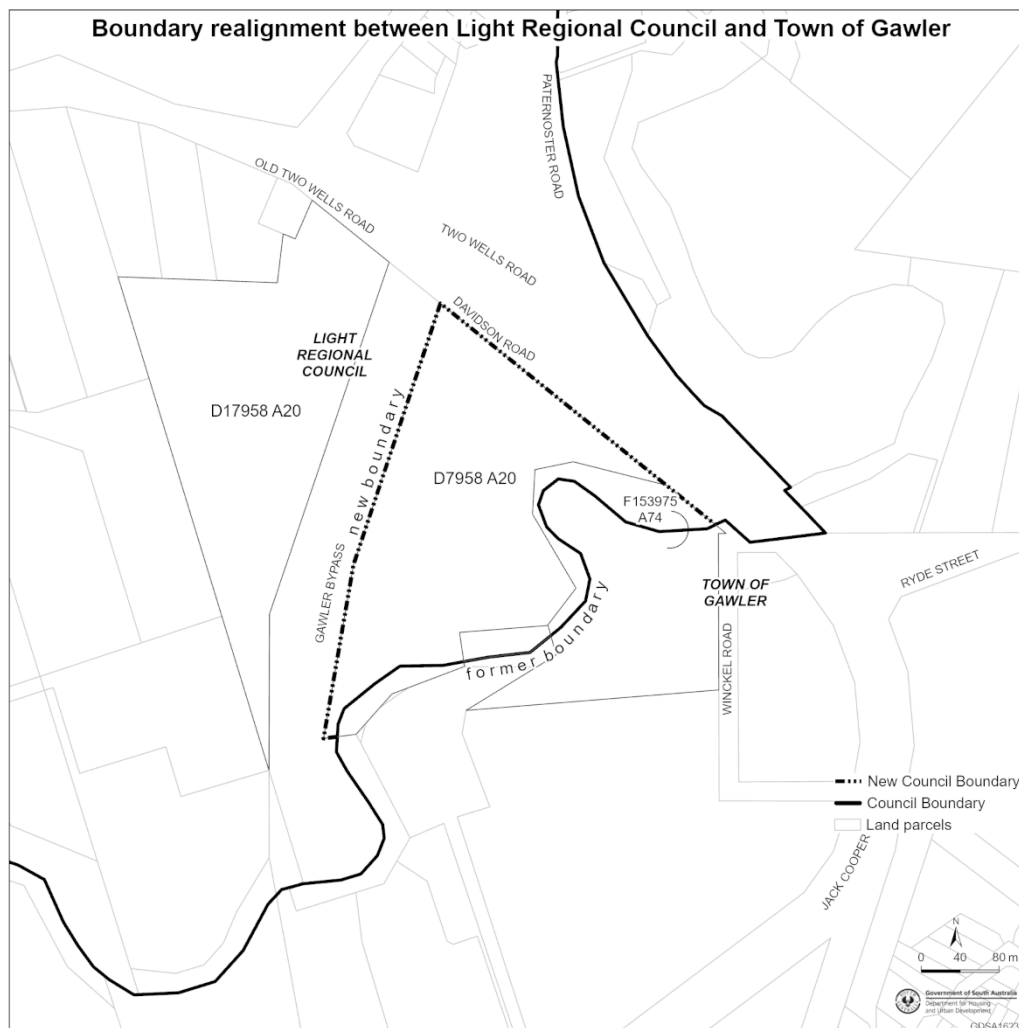 Boundary realignment between Light Regional Council and Town of Gawler
PATERNOSTER ROAD
OLD TWO WELLS ROAD
TWO WELLS ROAD
DAVIDSON ROAD
LIGHT
REGIONAL
COUNCIL
D17958 A20
new boundary
D7958 A20
F153975
A74
GAWLER BYPASS
former boundary
TOWN OF
GAWLER
RYDE STREET
WINCKEL ROAD
New Council Boundary
Council Boundary
Land parcels
JACK COOPER
N
0 40 80 m
Government of South Australia
Department for Housing
and Urban Development